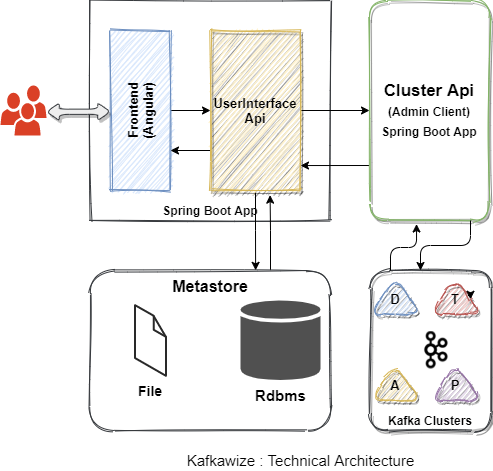 Frontend
(Angular)
UserInterface
Api
Spring Boot App
Cluster Api
(Admin Client)
Spring Boot App
Metastore
File
Rdbms
D
T
A
P
Kafka Clusters
Kafkawize : Technical Architecture